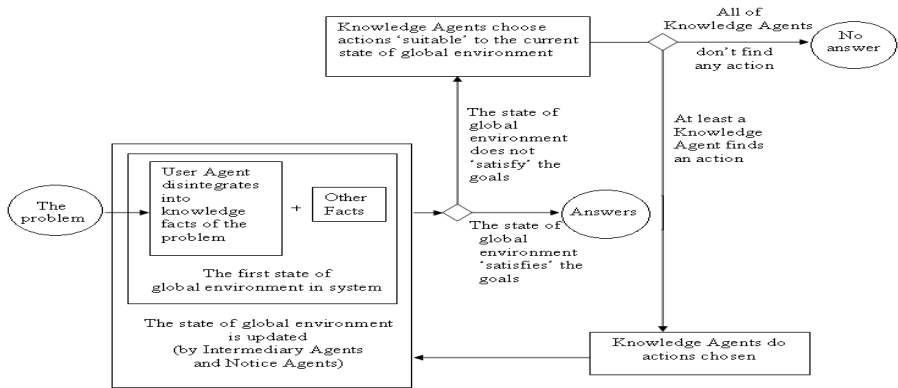 Knowledge Agents choose
actions ‘suitable’ to the current
state of global environment
All of
Knowledge Agents
don’t find
any action
No
answer
The state of
global
environment
does not
‘satisfy’ the
goals
At least a
Knowledge
Agent finds
an action
The
problem
User Agent
disintegrates
into
knowledge
facts of the
problem
+
Other
Facts
The first state of
global environment in system
Answers
The state of
global
environment
‘satisfies’ the
goals
The state of global environment
is updated
(by Intermediary Agents
and Notice Agents)
Knowledge Agents do
actions chosen